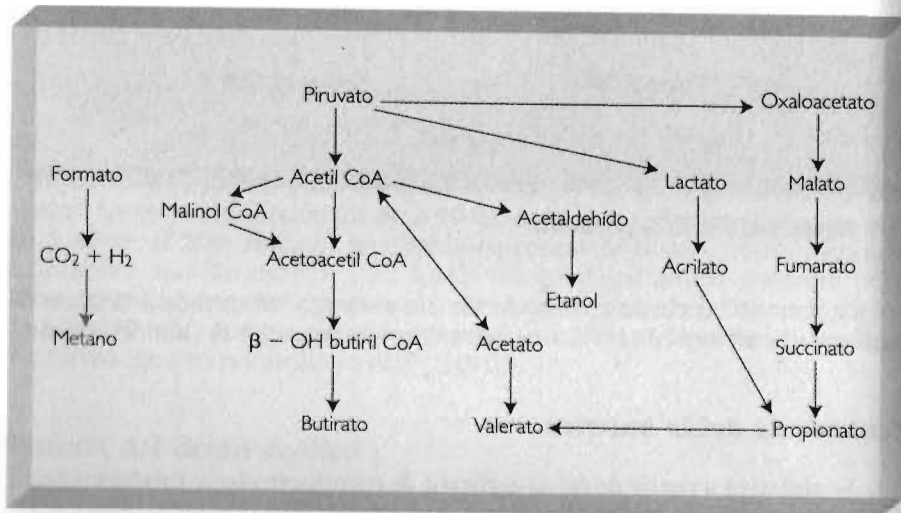 Piruvato
Oxaloacetato
Formato
Acetil CoA
Lactato
Malato
Malinol CoA
Acetaldehído
CO₂ + H₂
Acetoacetil CoA
Acrilato
Fumarato
Etanol
Metano
β – OH butiril CoA
Acetato
Succinato
Butirato
Valerato
Propionato